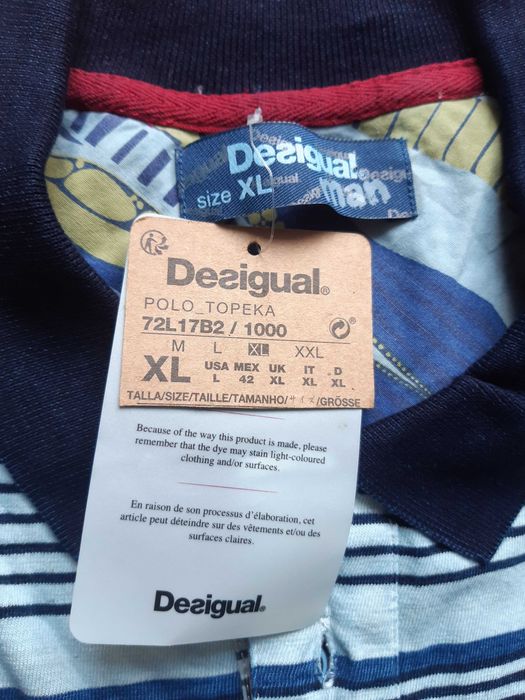 Desigual®
size XL
man
Desigual®
POLO_TOPEKA
72L17B2 / 1000
M L XL XXL
XL
USA MEX UK IT D
L 42 XL XL XL
TALLA/SIZE/TAILLE/TAMANHO/サイズ/GRÖSSE
Because of the way this product is made, please
remember that the dye may stain light-coloured
clothing and/or surfaces.
En raison de son processus d'élaboration, cet
article peut déteindre sur des vêtements et/ou des
surfaces claires.
Desigual®